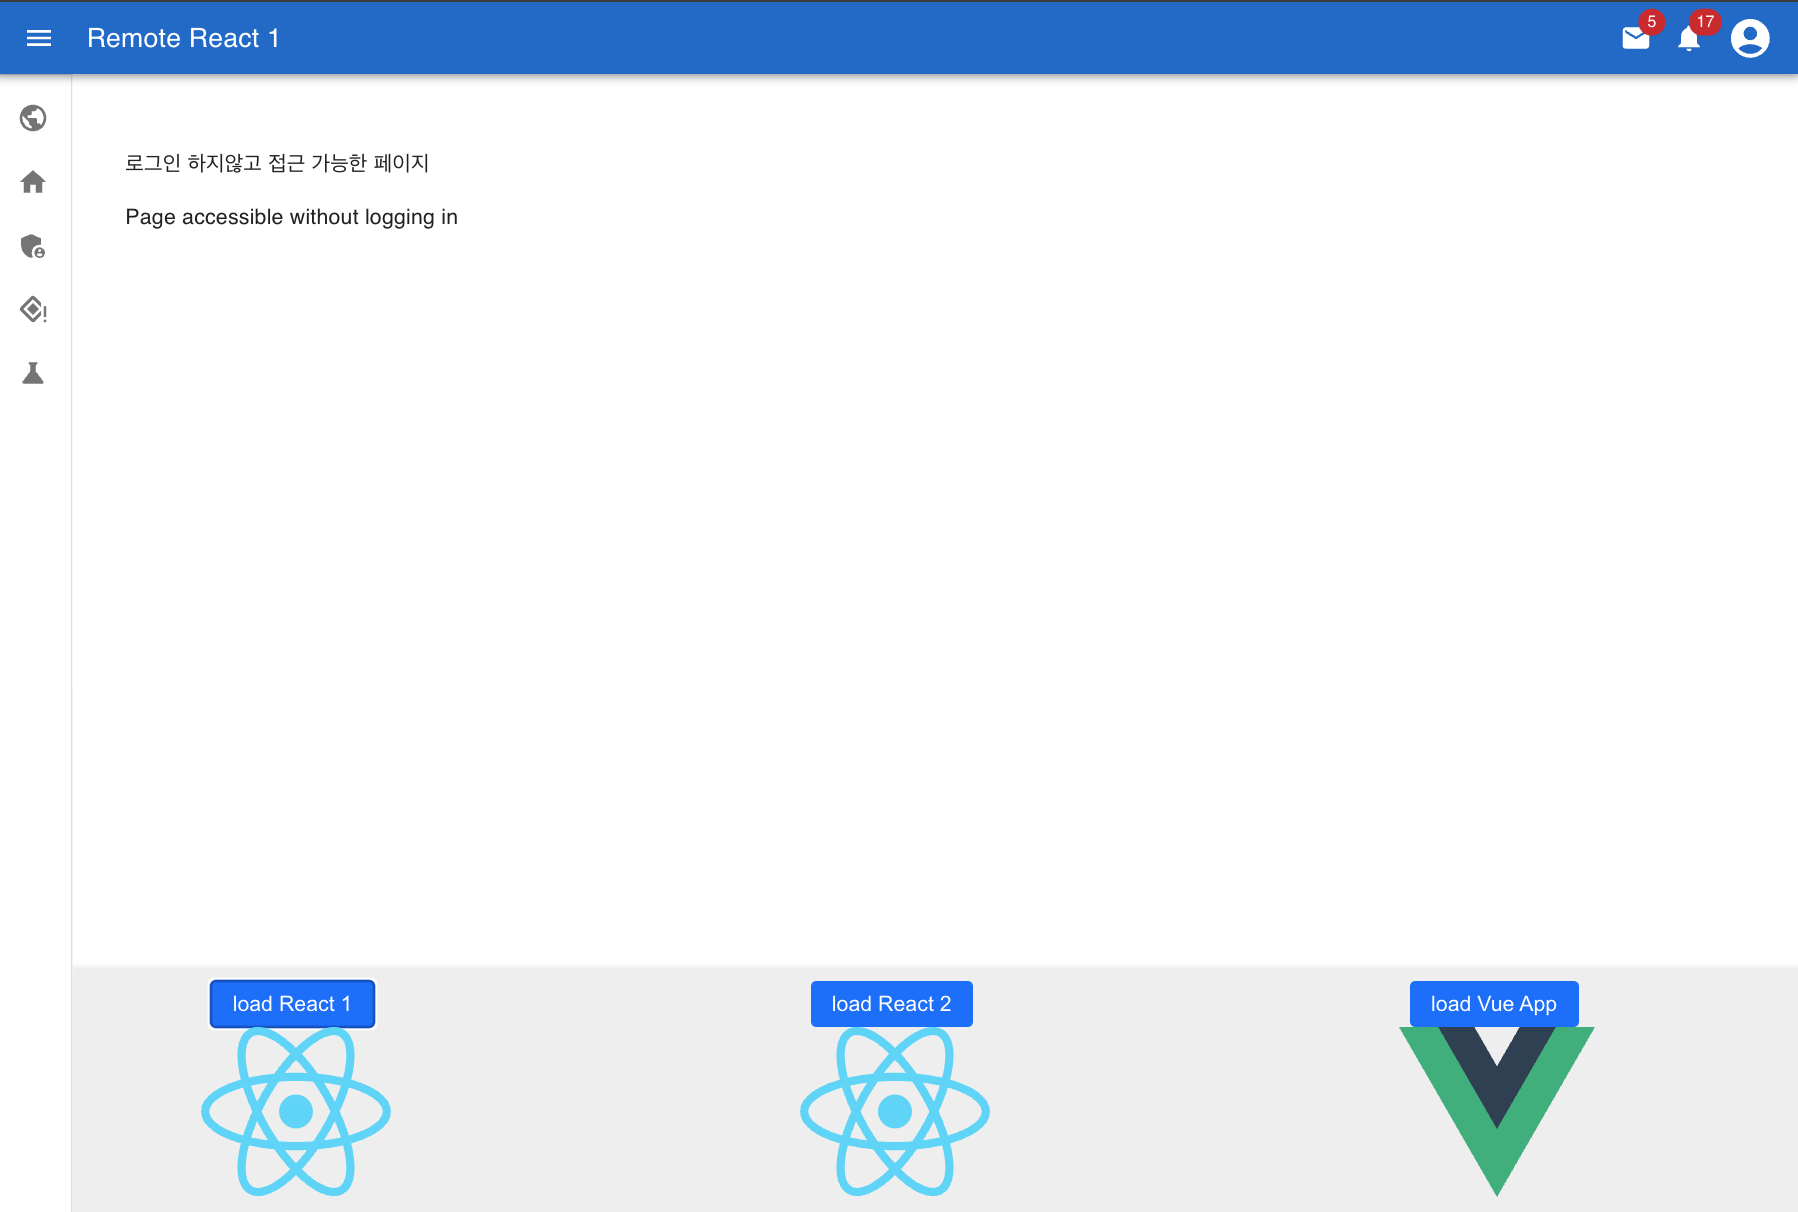 Remote React 1
5
17
로그인 하지않고 접근 가능한 페이지
Page accessible without logging in
load React 1
load React 2
load Vue App